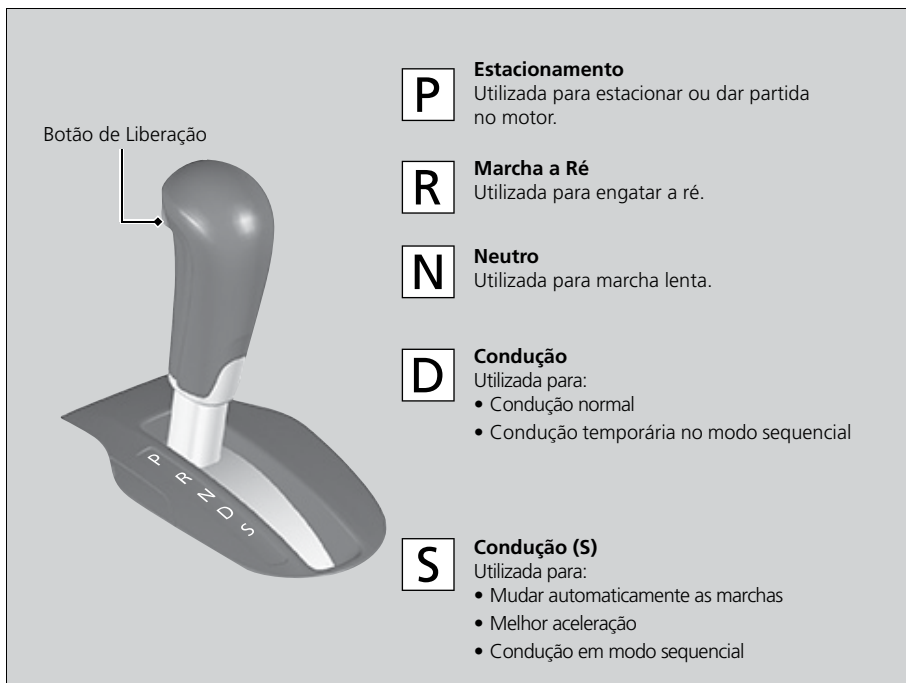 Botão de Liberação
P
R
N
D
S
P
Estacionamento
Utilizada para estacionar ou dar partida
no motor.
R
Marcha a Ré
Utilizada para engatar a ré.
N
Neutro
Utilizada para marcha lenta.
D
Condução
Utilizada para:
• Condução normal
• Condução temporária no modo sequencial
S
Condução (S)
Utilizada para:
• Mudar automaticamente as marchas
• Melhor aceleração
• Condução em modo sequencial